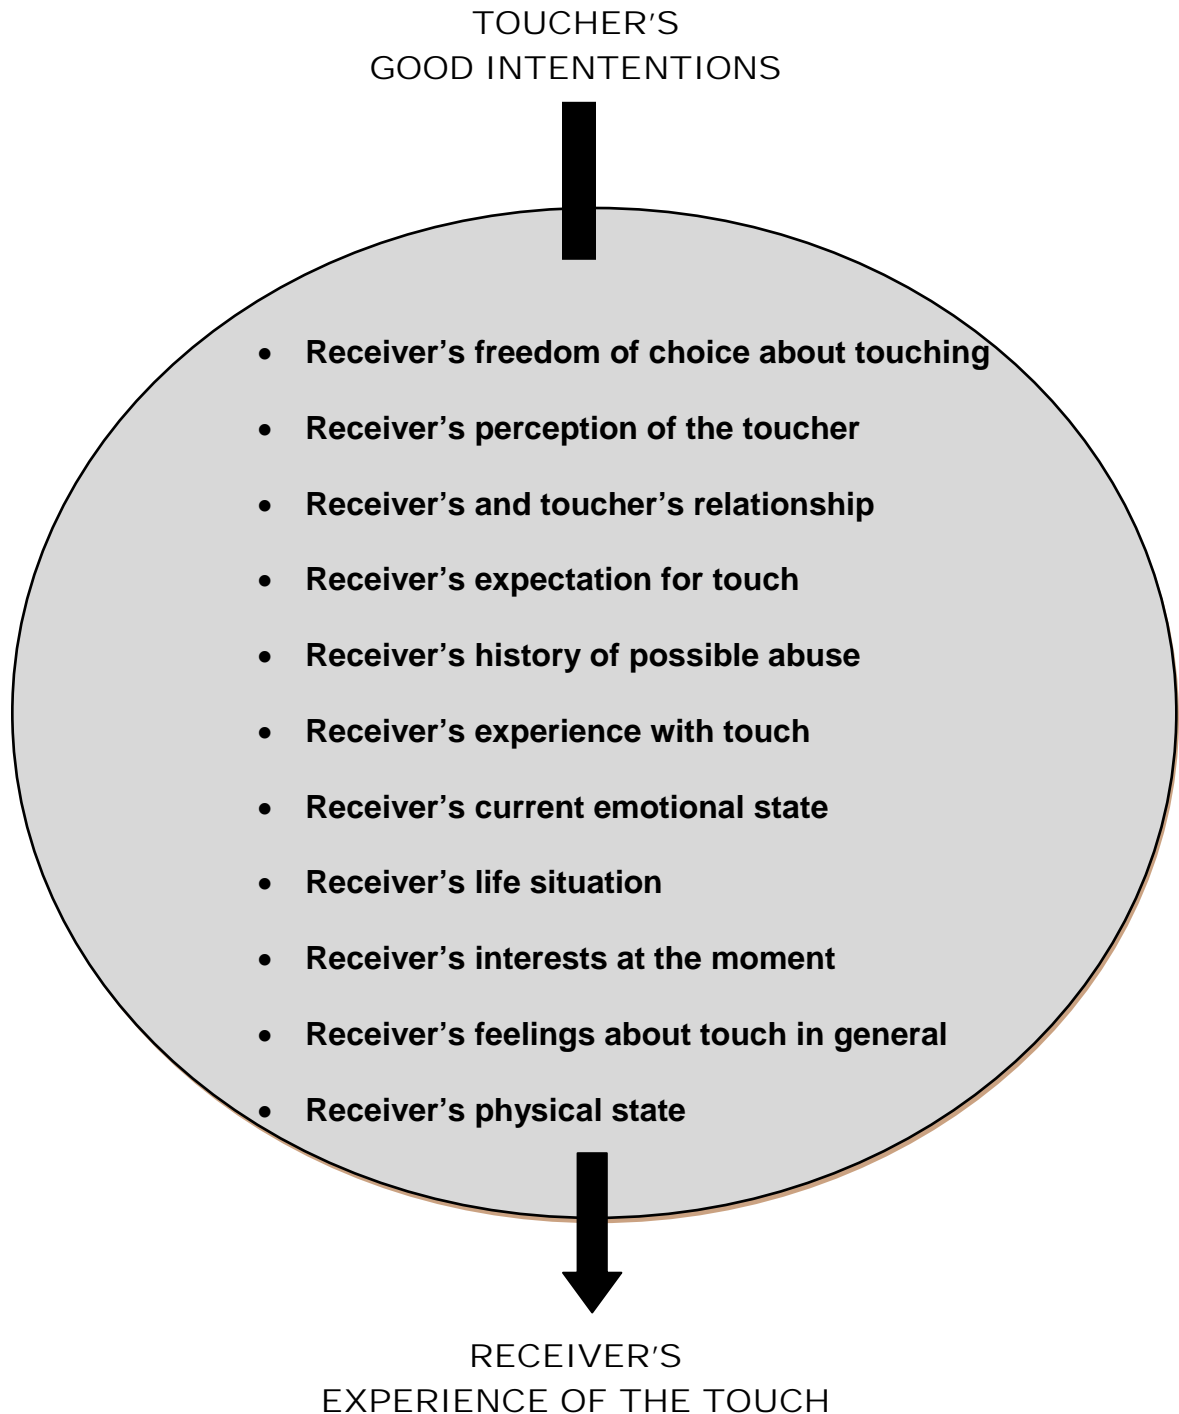 TOUCHER’S
GOOD INTENTENTIONS
• Receiver’s freedom of choice about touching
• Receiver’s perception of the toucher
• Receiver’s and toucher’s relationship
• Receiver’s expectation for touch
• Receiver’s history of possible abuse
• Receiver’s experience with touch
• Receiver’s current emotional state
• Receiver’s life situation
• Receiver’s interests at the moment
• Receiver’s feelings about touch in general
• Receiver’s physical state
RECEIVER’S
EXPERIENCE OF THE TOUCH